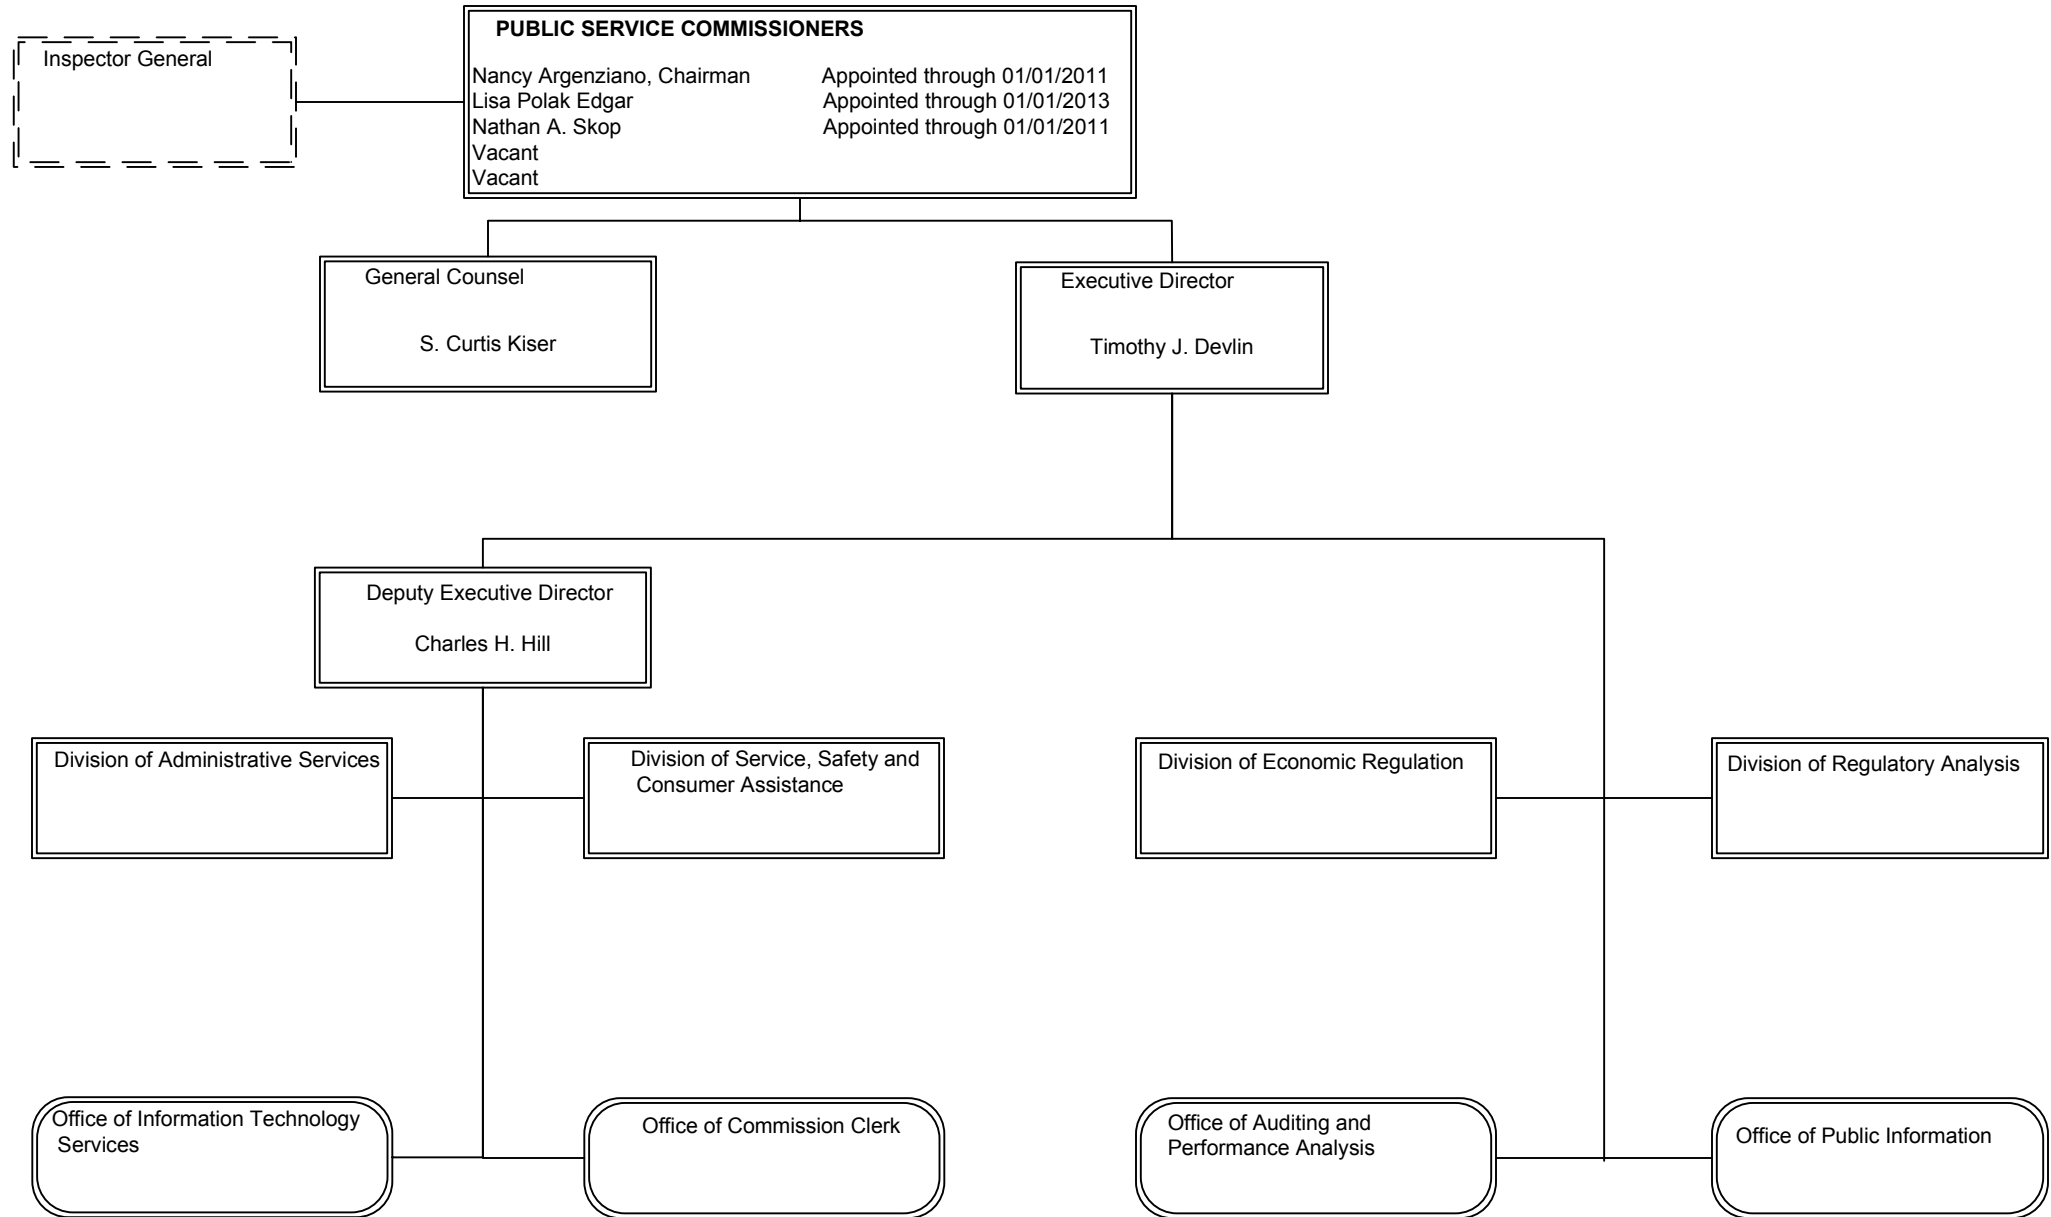 PUBLIC SERVICE COMMISSIONERS
Inspector General
Nancy Argenziano, Chairman Appointed through 01/01/2011
Lisa Polak Edgar Appointed through 01/01/2013
Nathan A. Skop Appointed through 01/01/2011
Vacant
Vacant
General Counsel
S. Curtis Kiser
Executive Director
Timothy J. Devlin
Deputy Executive Director
Charles H. Hill
Division of Administrative Services
Division of Service, Safety and
Consumer Assistance
Division of Economic Regulation
Division of Regulatory Analysis
Office of Information Technology
Services
Office of Commission Clerk
Office of Auditing and
Performance Analysis
Office of Public Information